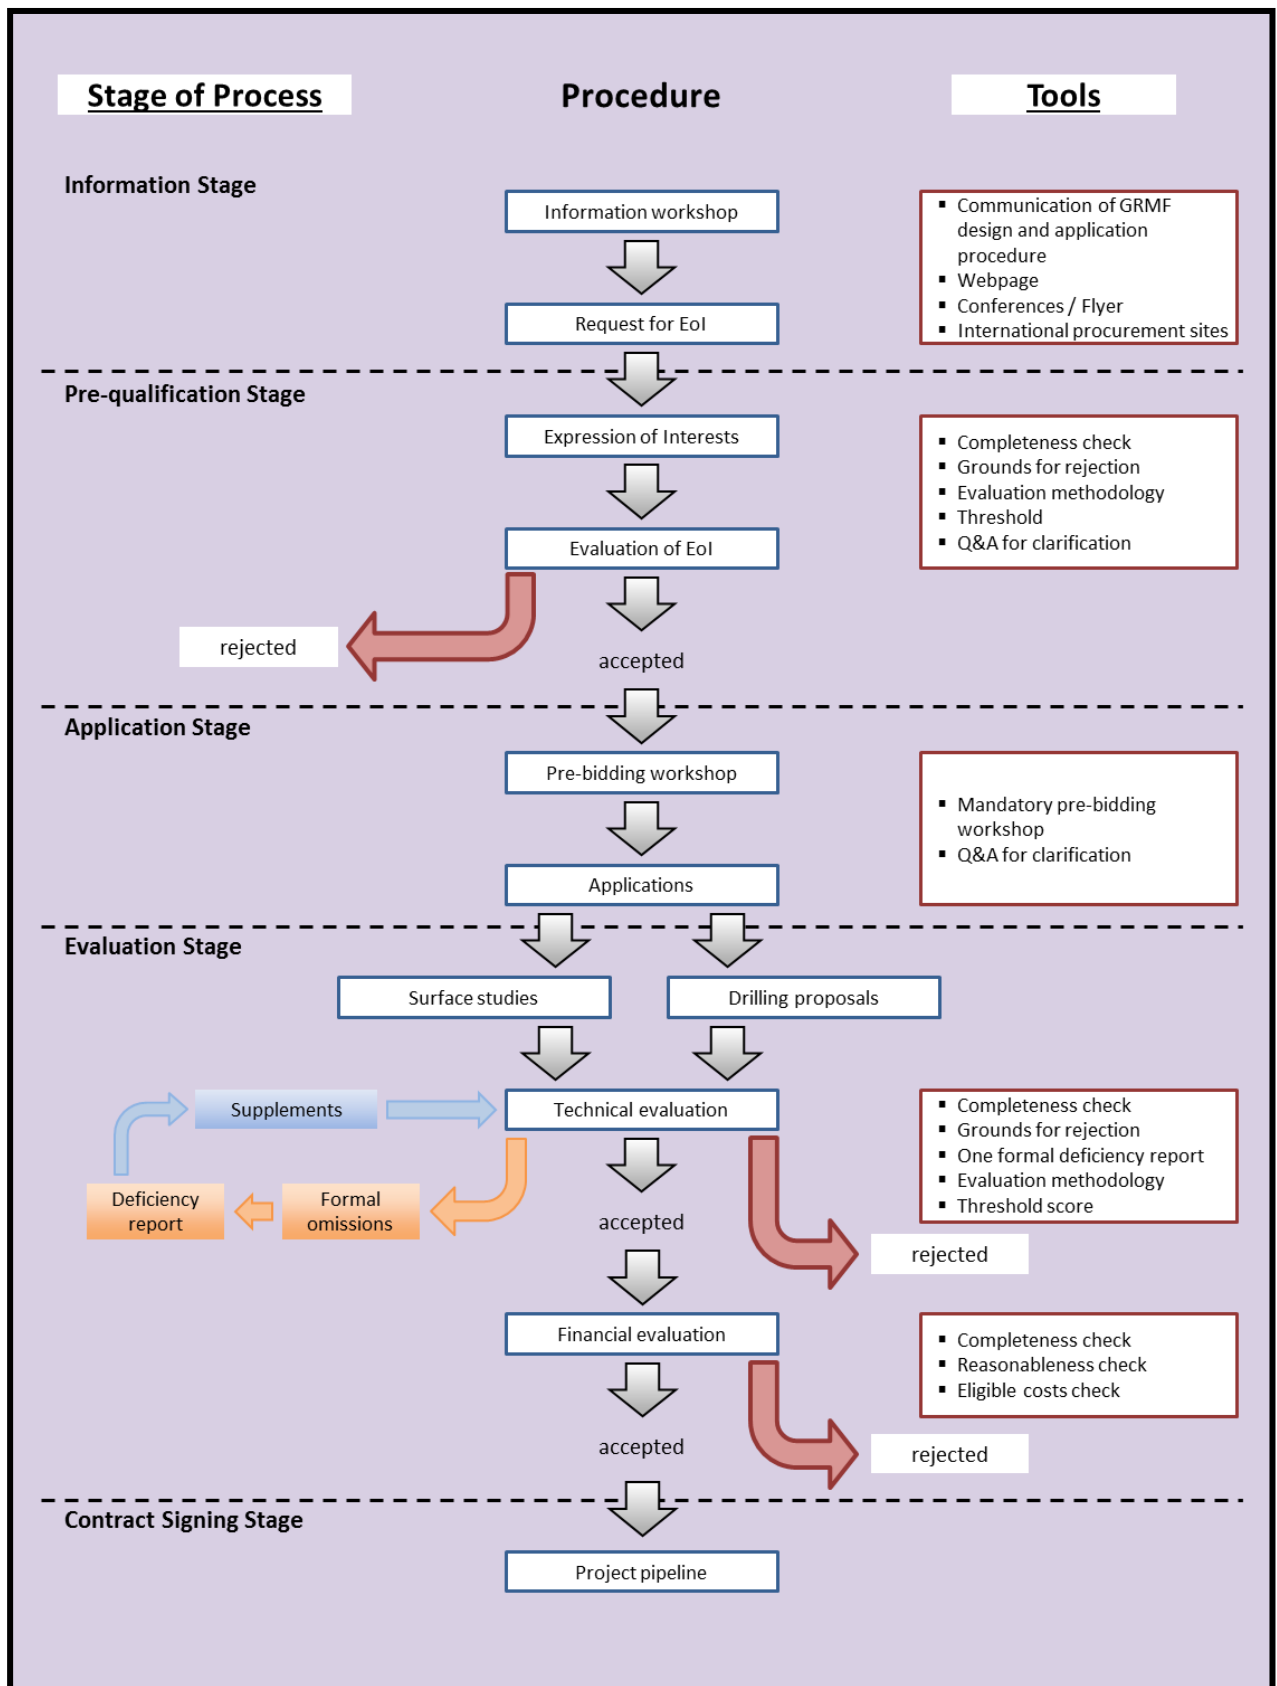 Stage of Process
Procedure
Tools
Information Stage
Information workshop
Request for EoI
▪ Communication of GRMF
design and application
procedure
▪ Webpage
▪ Conferences / Flyer
▪ International procurement sites
Pre-qualification Stage
Expression of Interests
Evaluation of EoI
▪ Completeness check
▪ Grounds for rejection
▪ Evaluation methodology
▪ Threshold
▪ Q&A for clarification
rejected
accepted
Application Stage
Pre-bidding workshop
Applications
▪ Mandatory pre-bidding
workshop
▪ Q&A for clarification
Evaluation Stage
Surface studies
Drilling proposals
Supplements
Technical evaluation
Deficiency
report
Formal
omissions
accepted
▪ Completeness check
▪ Grounds for rejection
▪ One formal deficiency report
▪ Evaluation methodology
▪ Threshold score
rejected
Financial evaluation
▪ Completeness check
▪ Reasonableness check
▪ Eligible costs check
accepted
rejected
Contract Signing Stage
Project pipeline